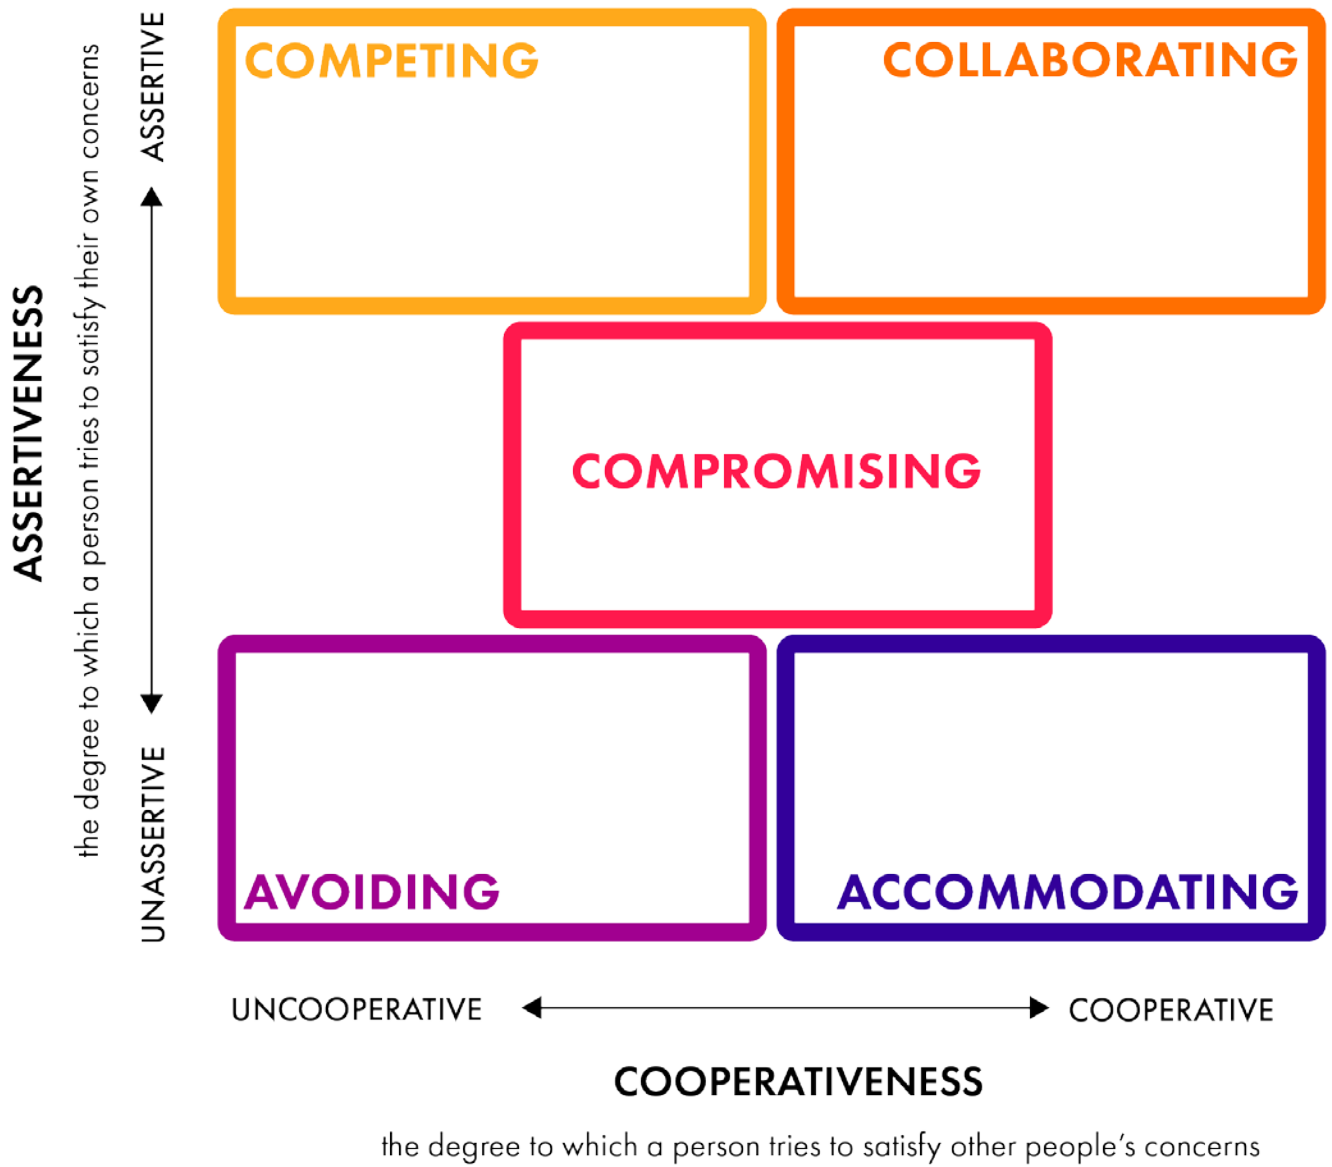 ASSERTIVENESS
the degree to which a person tries to satisfy their own concerns
ASSERTIVE
UNASSERTIVE
COMPETING
COLLABORATING
COMPROMISING
AVOIDING
ACCOMMODATING
UNCOOPERATIVE
COOPERATIVE
COOPERATIVENESS
the degree to which a person tries to satisfy other people’s concerns